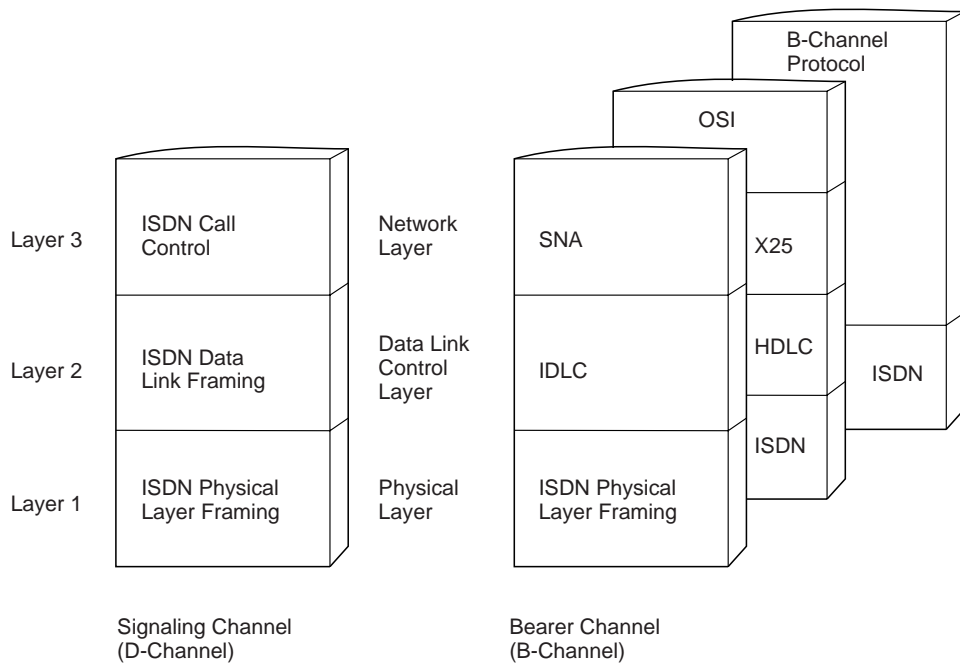 B-Channel
Protocol
OSI
Layer 3
ISDN Call
Control
Network
Layer
SNA
X25
Layer 2
ISDN Data
Link Framing
Data Link
Control
Layer
IDLC
HDLC
ISDN
Layer 1
ISDN Physical
Layer Framing
Physical
Layer
ISDN Physical
Layer Framing
ISDN
Signaling Channel
(D-Channel)
Bearer Channel
(B-Channel)